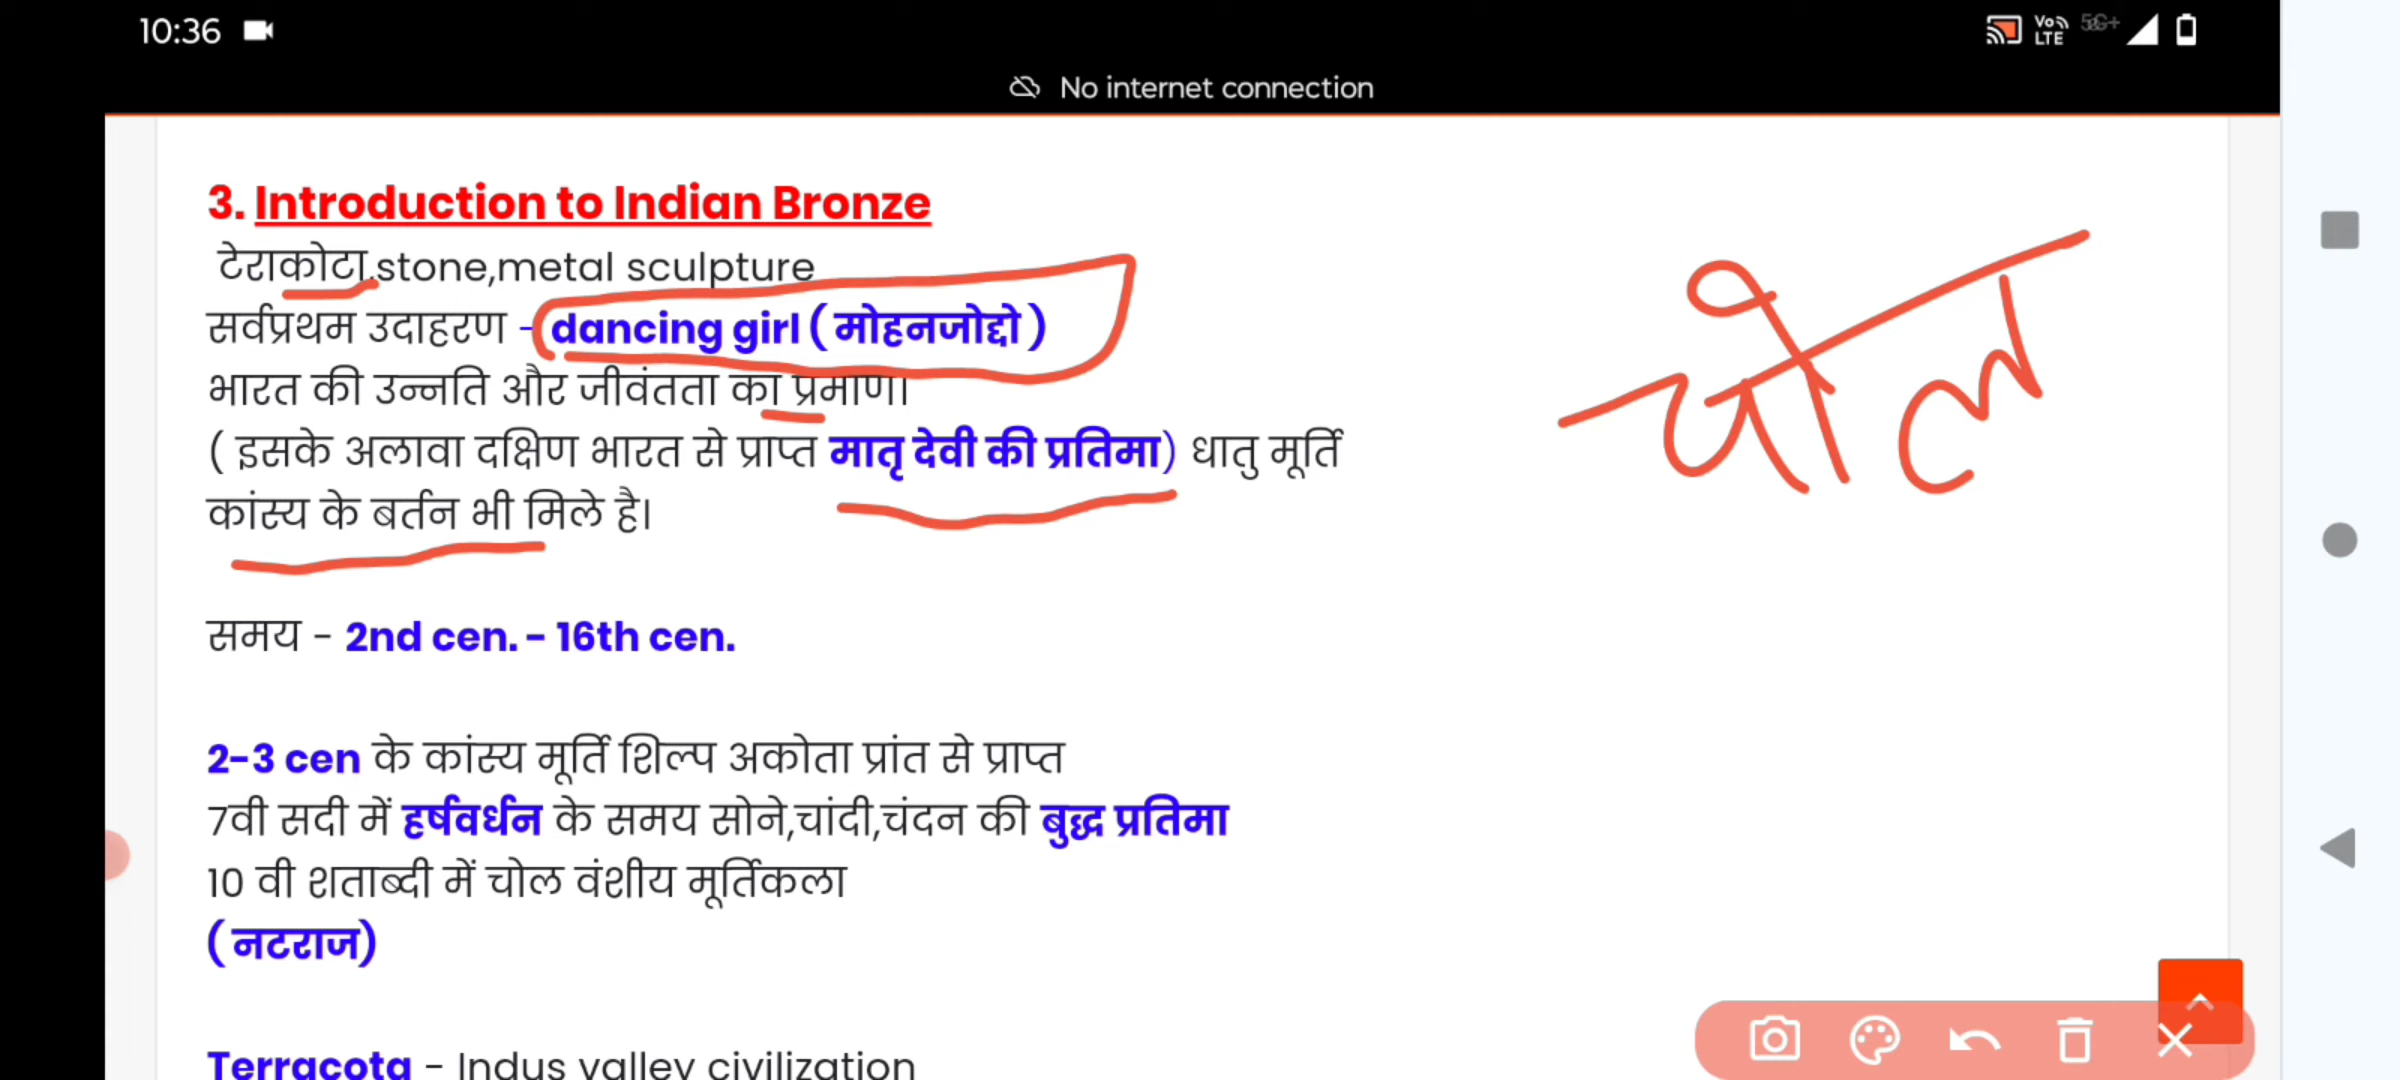 10:36
Vo LTE 5G+
No internet connection
3. Introduction to Indian Bronze
टेराकोटा,stone,metal sculpture
सर्वप्रथम उदाहरण - dancing girl ( मोहनजोद्दो )
भारत की उन्नति और जीवंतता का प्रमाण।
( इसके अलावा दक्षिण भारत से प्राप्त मातृ देवी की प्रतिमा) धातु मूर्ति
कांस्य के बर्तन भी मिले है।
चोल
समय - 2nd cen. - 16th cen.
2-3 cen के कांस्य मूर्ति शिल्प अकोता प्रांत से प्राप्त
7वी सदी में हर्षवर्धन के समय सोने,चांदी,चंदन की बुद्ध प्रतिमा
10 वी शताब्दी में चोल वंशीय मूर्तिकला
( नटराज)
Terracota - Indus valley civilization